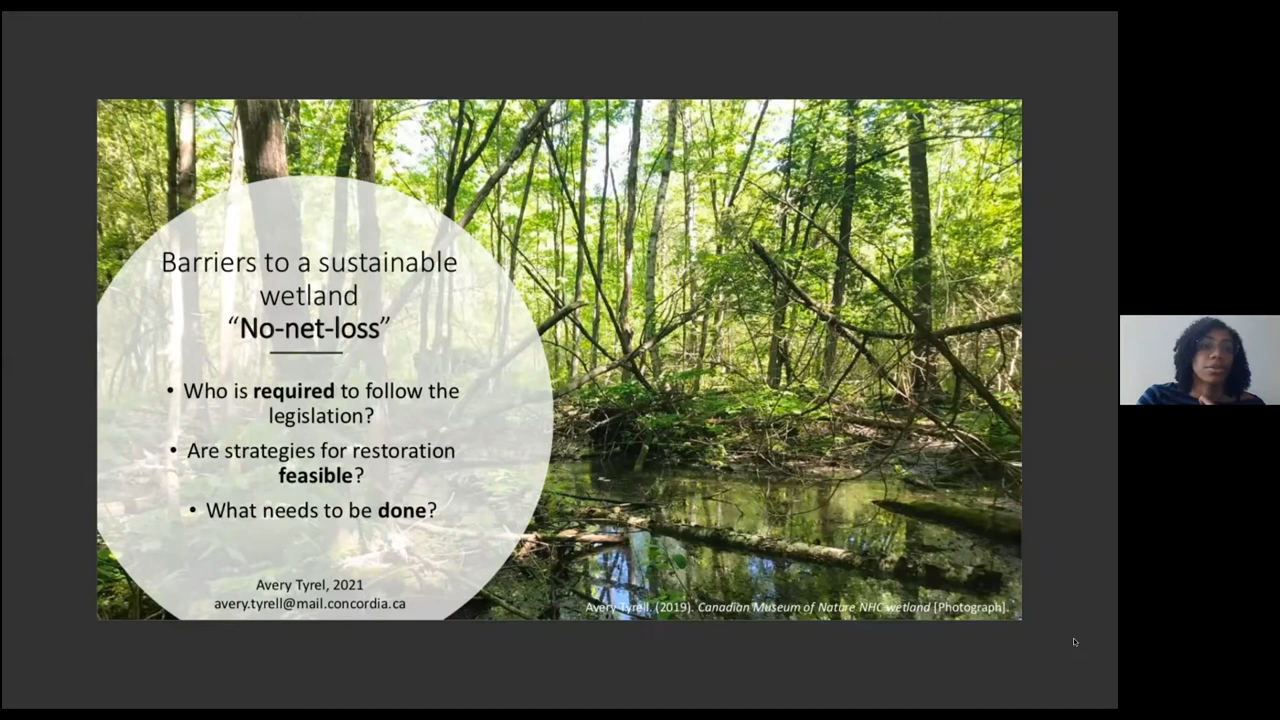 Barriers to a sustainable
wetland
“No-net-loss”
• Who is required to follow the
legislation?
• Are strategies for restoration
feasible?
• What needs to be done?
Avery Tyrel, 2021
avery.tyrell@mail.concordia.ca
Avery Tyrell. (2019). Canadian Museum of Nature NHC wetland [Photograph].